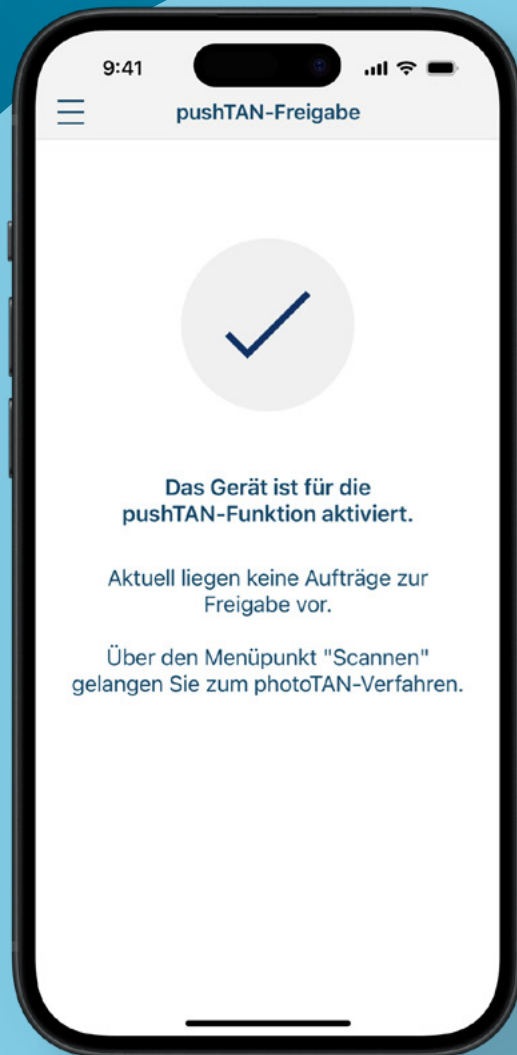 9:41
pushTAN-Freigabe
Das Gerät ist für die
pushTAN-Funktion aktiviert.
Aktuell liegen keine Aufträge zur
Freigabe vor.
Über den Menüpunkt "Scannen"
gelangen Sie zum photoTAN-Verfahren.